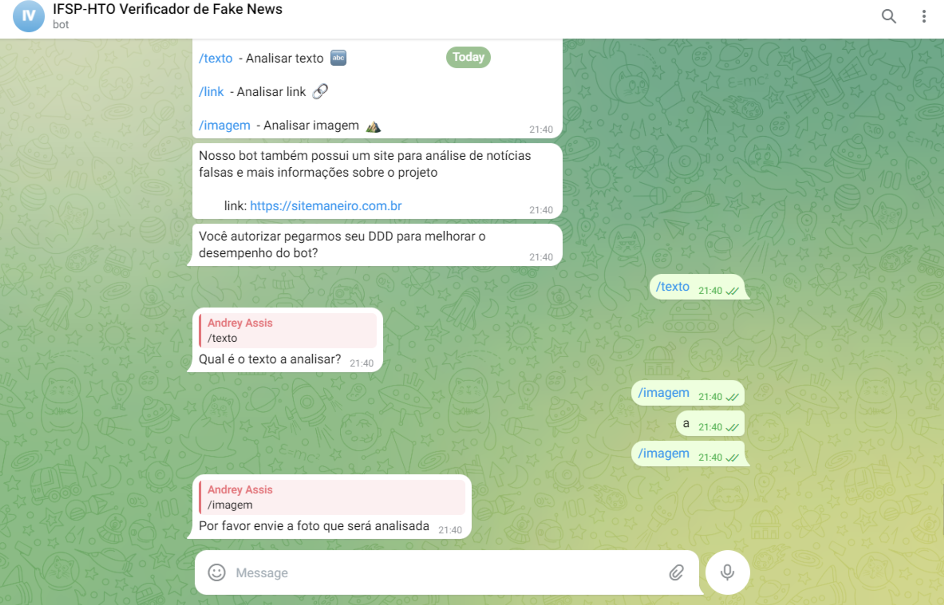 IV
IFSP-HTO Verificador de Fake News
bot
Today
/texto - Analisar texto abc
/link - Analisar link
/imagem - Analisar imagem
21:40
Nosso bot também possui um site para análise de notícias
falsas e mais informações sobre o projeto
link: https://sitemaneiro.com.br
21:40
Você autorizar pegarmos seu DDD para melhorar o
desempenho do bot?
21:40
/texto 21:40
Andrey Assis
/texto
Qual é o texto a analisar? 21:40
/imagem 21:40
a 21:40
/imagem 21:40
Andrey Assis
/imagem
Por favor envie a foto que será analisada 21:40
Message